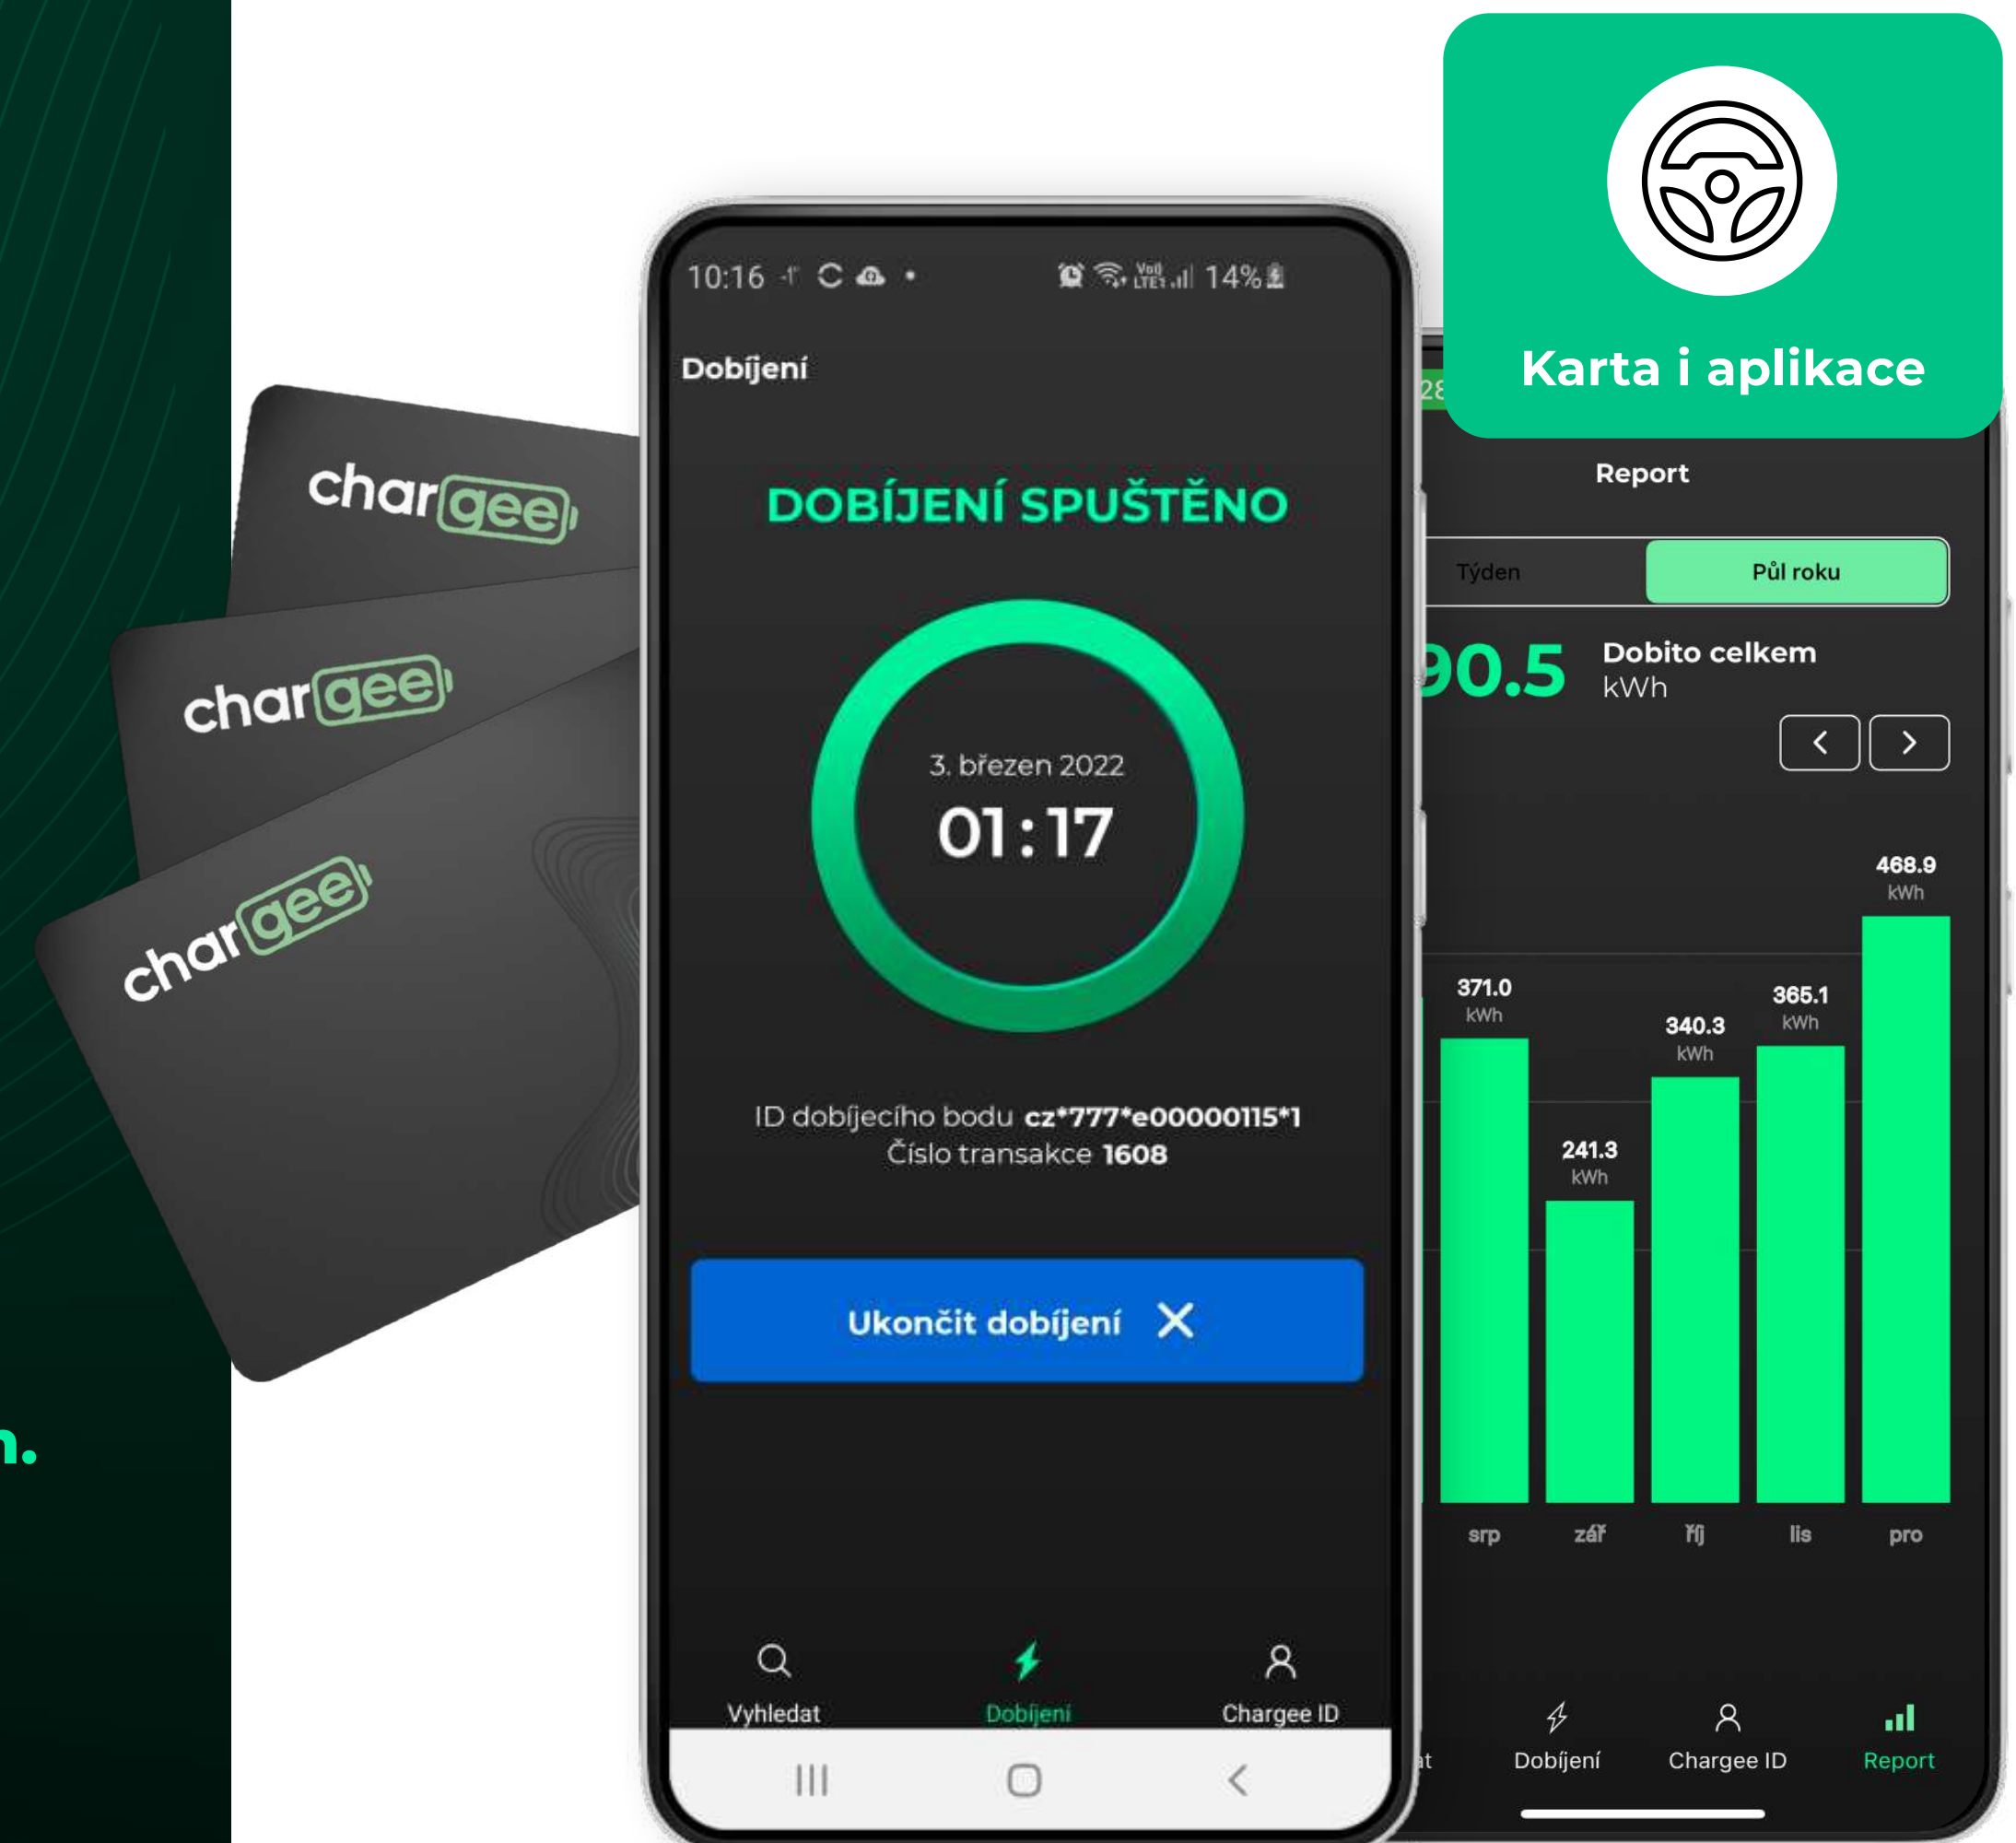 Karta i aplikace
chargee
chargee
chargee
10:16 -1°
14%
Dobíjení
DOBÍJENÍ SPUŠTĚNO
3. březen 2022
01:17
ID dobíjecího bodu cz*777*e00000115*1
Číslo transakce 1608
Ukončit dobíjení
Vyhledat
Dobíjení
Chargee ID
28
Report
Týden
Půl roku
90.5
Dobito celkem
kWh
371.0
kWh
241.3
kWh
340.3
kWh
365.1
kWh
468.9
kWh
srp
zář
říj
lis
pro
Dobíjení
Chargee ID
Report